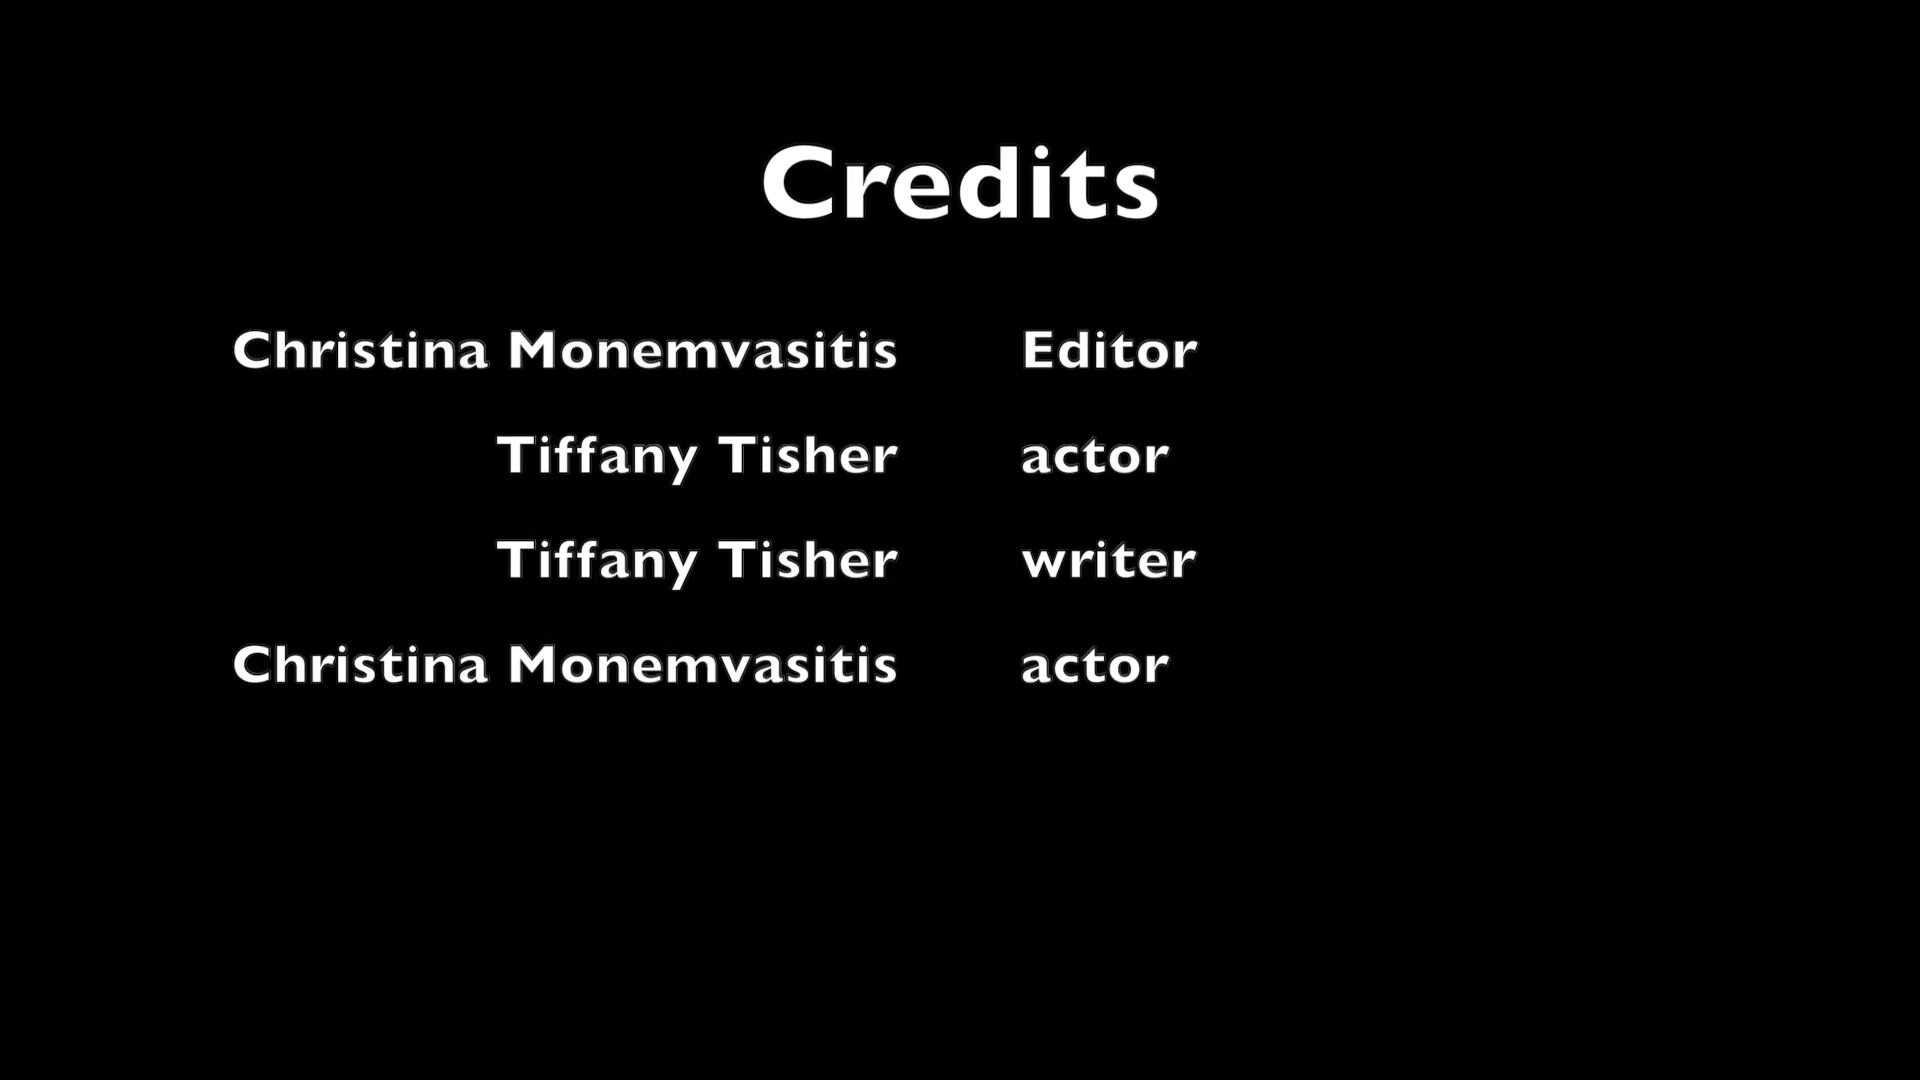 Credits
Christina Monemvasitis Editor
Tiffany Tisher actor
Tiffany Tisher writer
Christina Monemvasitis actor